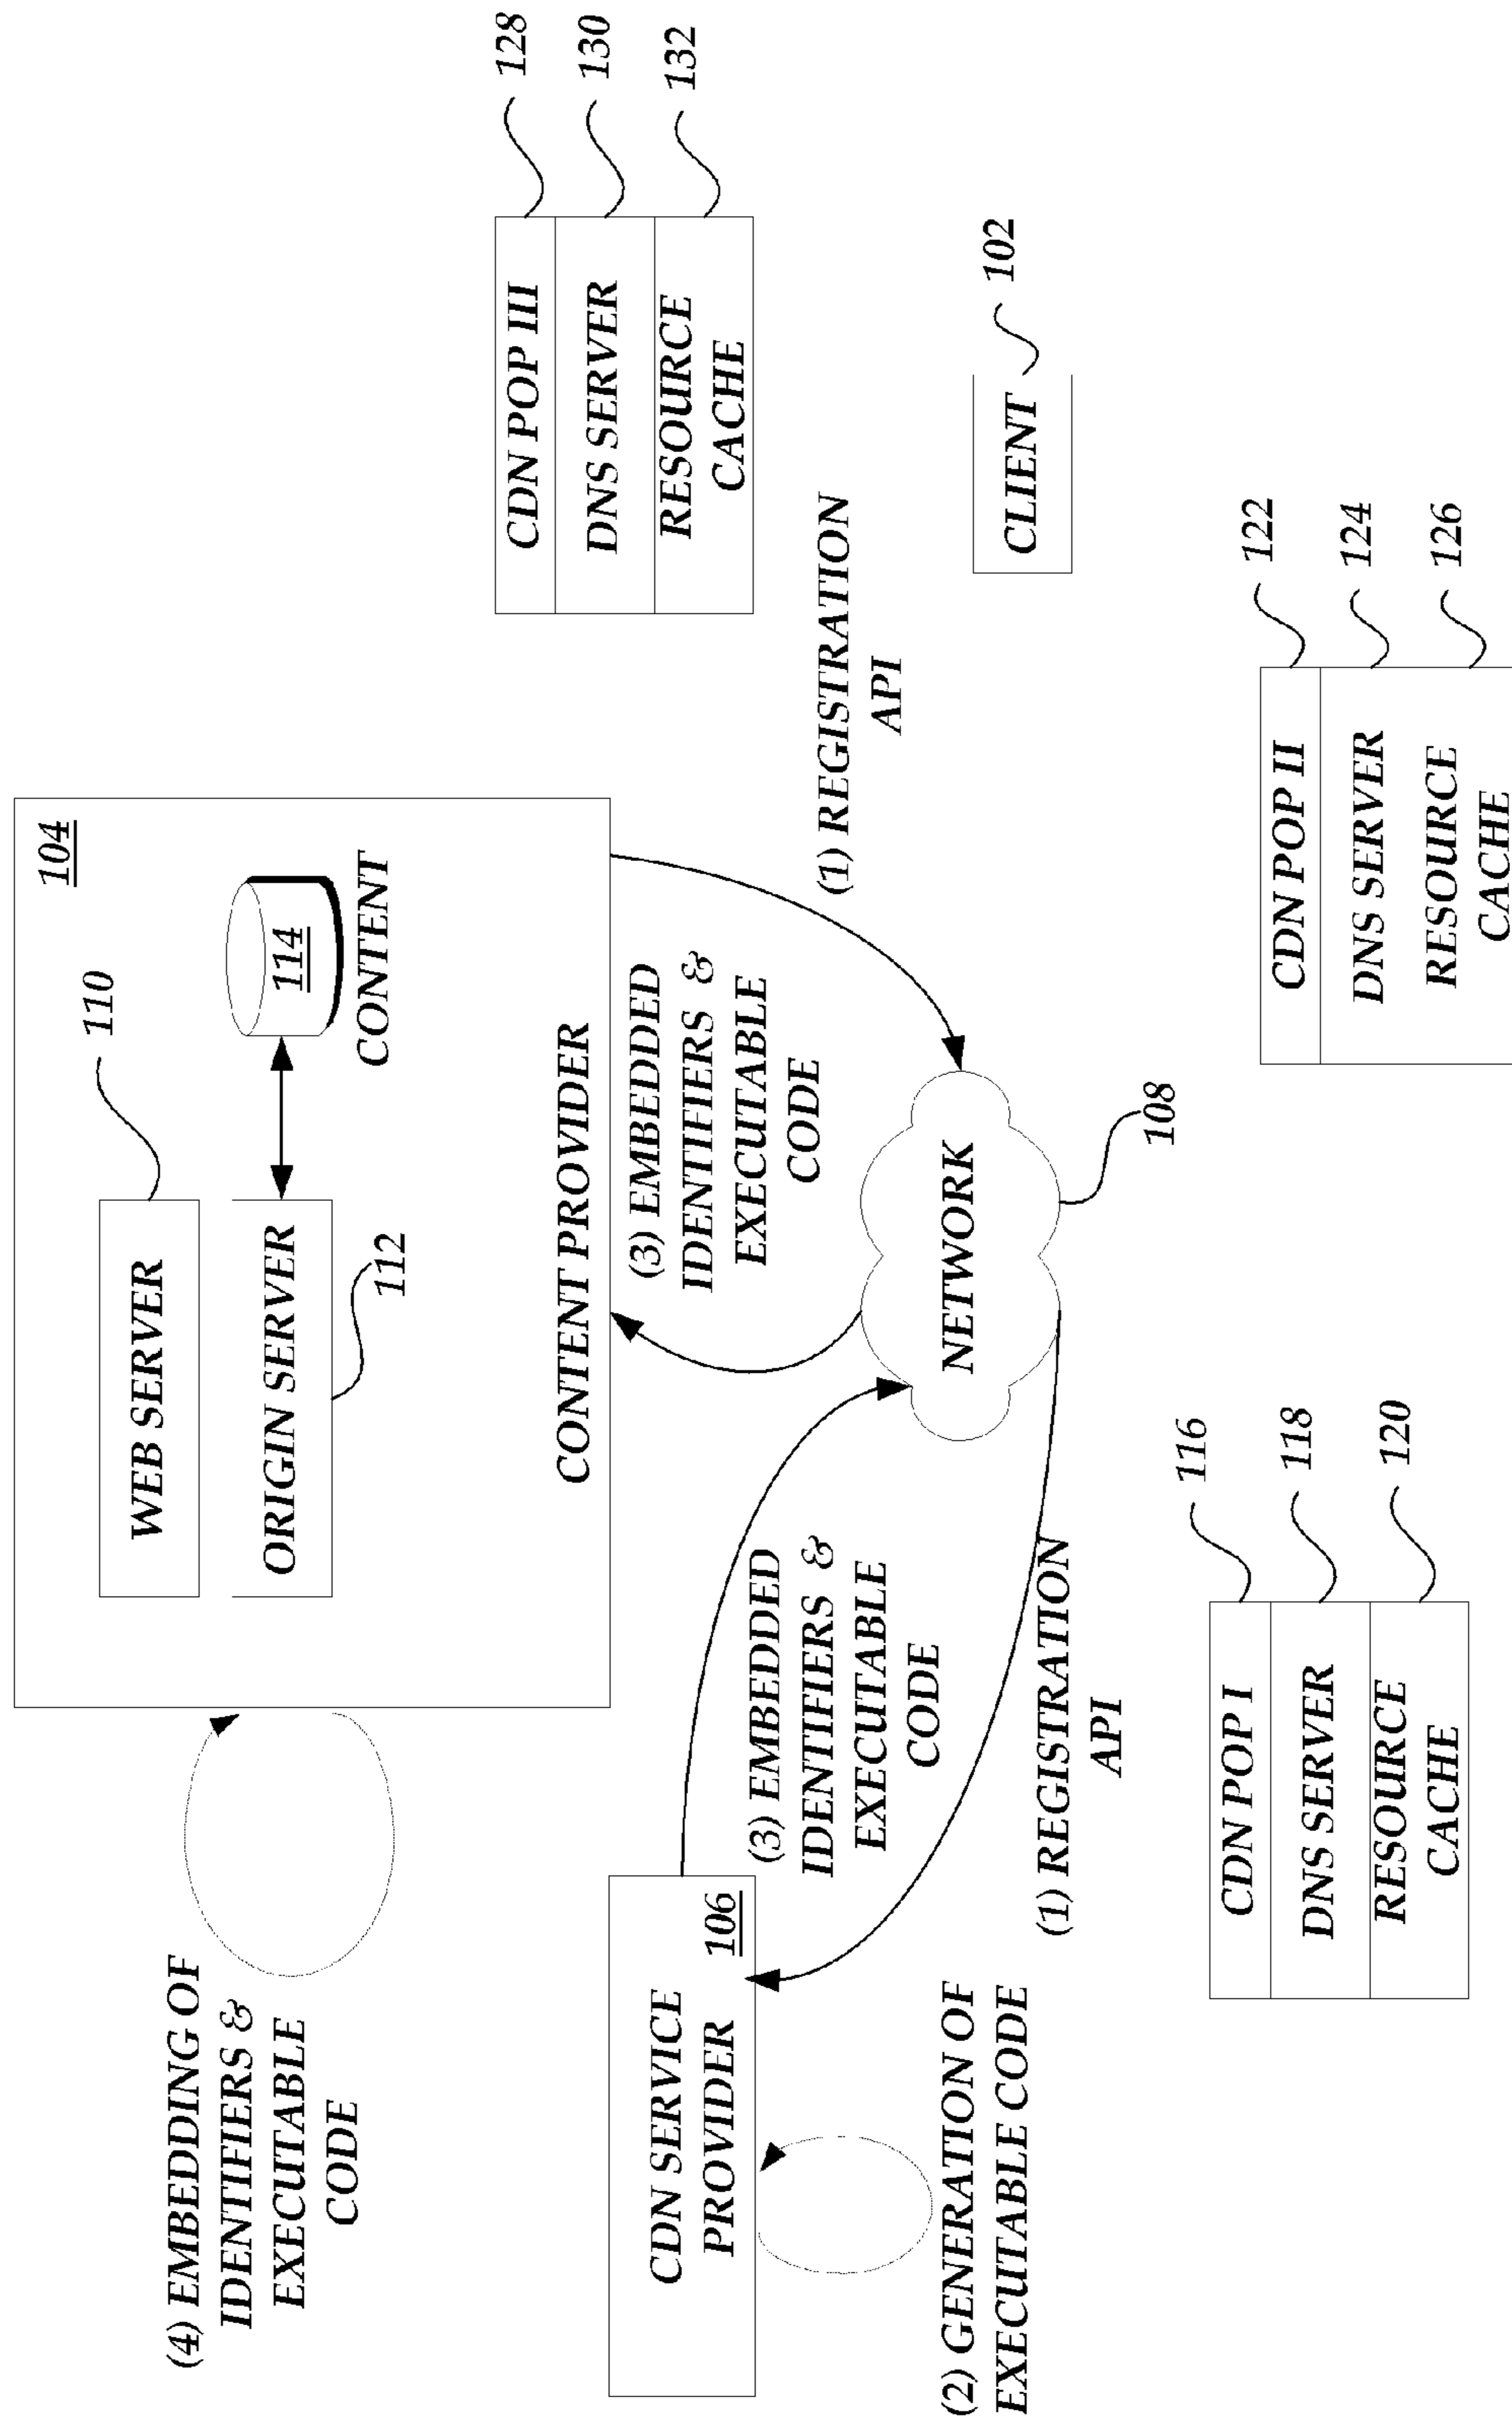 (4) EMBEDDING OF
IDENTIFIERS &
EXECUTABLE
CODE
104
WEB SERVER
110
ORIGIN SERVER
112
114
CONTENT
CONTENT PROVIDER
CDN POP III
128
DNS SERVER
130
RESOURCE
CACHE
132
CDN SERVICE
PROVIDER
106
(3) EMBEDDED
IDENTIFIERS &
EXECUTABLE
CODE
(3) EMBEDDED
IDENTIFIERS &
EXECUTABLE
CODE
(1) REGISTRATION
API
NETWORK
108
CLIENT
102
(2) GENERATION OF
EXECUTABLE CODE
(1) REGISTRATION
API
CDN POP I
116
DNS SERVER
118
RESOURCE
CACHE
120
CDN POP II
122
DNS SERVER
124
RESOURCE
CACHE
126